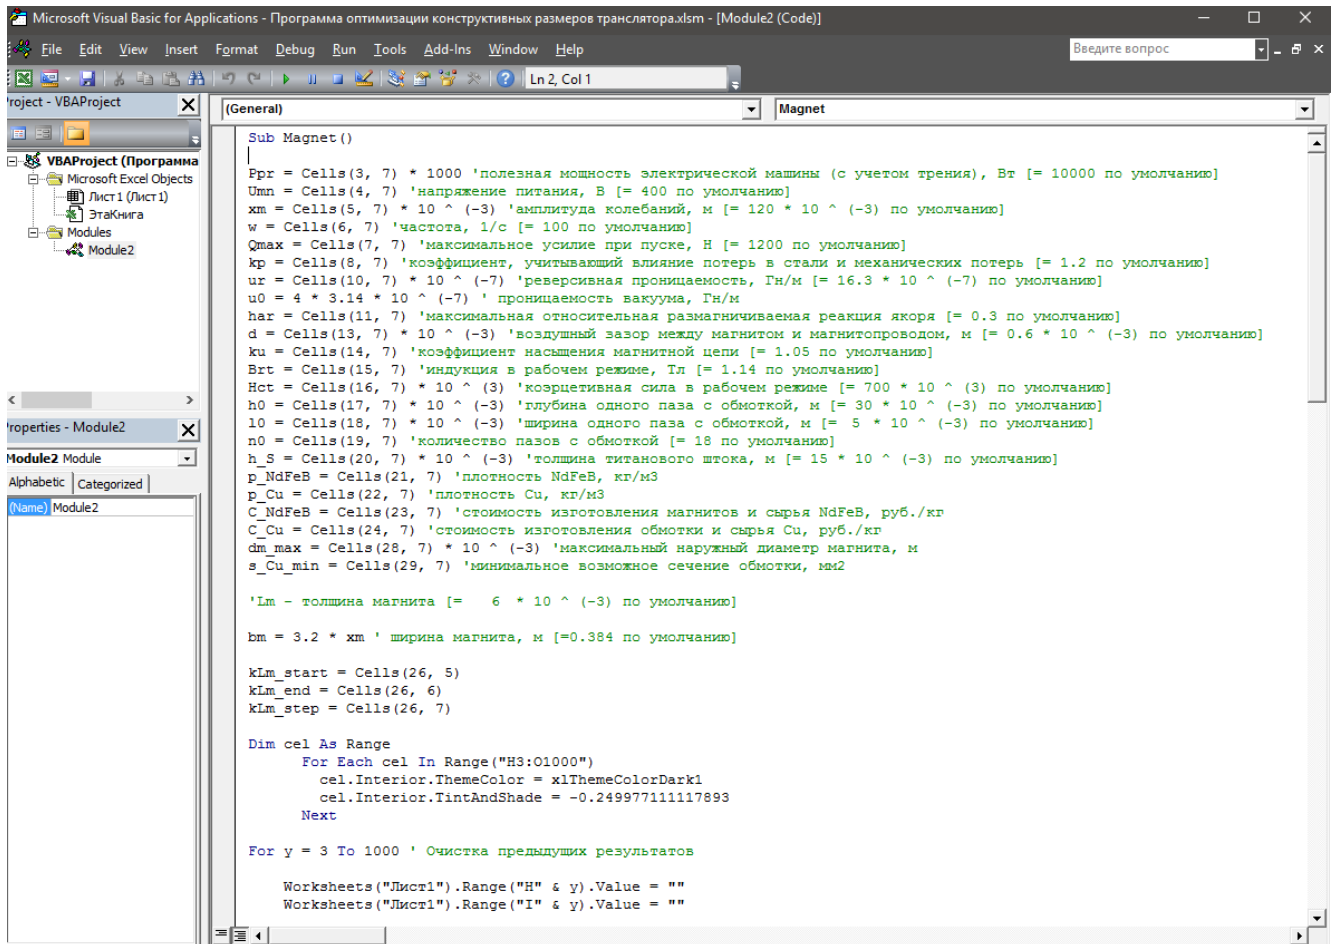 Microsoft Visual Basic for Applications - Программа оптимизации конструктивных размеров транслятора.xlsm - [Module2 (Code)]
File Edit View Insert Format Debug Run Tools Add-Ins Window Help
Введите вопрос
Ln 2, Col 1
roject - VBAProject
VBAProject (Программа
Microsoft Excel Objects
Лист1 (Лист1)
ЭтаКнига
Modules
Module2
roperties - Module2
Module2 Module
Alphabetic Categorized
(Name) Module2
(General) Magnet
Sub Magnet()
Ppr = Cells(3, 7) * 1000 'полезная мощность электрической машины (с учетом трения), Вт [= 10000 по умолчанию]
Umn = Cells(4, 7) 'напряжение питания, В [= 400 по умолчанию]
xm = Cells(5, 7) * 10 ^ (-3) 'амплитуда колебаний, м [= 120 * 10 ^ (-3) по умолчанию]
w = Cells(6, 7) 'частота, 1/с [= 100 по умолчанию]
Qmax = Cells(7, 7) 'максимальное усилие при пуске, Н [= 1200 по умолчанию]
kp = Cells(8, 7) 'коэффициент, учитывающий влияние потерь в стали и механических потерь [= 1.2 по умолчанию]
ur = Cells(10, 7) * 10 ^ (-7) 'реверсивная проницаемость, Гн/м [= 16.3 * 10 ^ (-7) по умолчанию]
u0 = 4 * 3.14 * 10 ^ (-7) ' проницаемость вакуума, Гн/м
har = Cells(11, 7) 'максимальная относительная размагничиваемая реакция якоря [= 0.3 по умолчанию]
d = Cells(13, 7) * 10 ^ (-3) 'воздушный зазор между магнитом и магнитопроводом, м [= 0.6 * 10 ^ (-3) по умолчанию]
ku = Cells(14, 7) 'коэффициент насыщения магнитной цепи [= 1.05 по умолчанию]
Brt = Cells(15, 7) 'индукция в рабочем режиме, Тл [= 1.14 по умолчанию]
Hct = Cells(16, 7) * 10 ^ (3) 'коэрцетивная сила в рабочем режиме [= 700 * 10 ^ (3) по умолчанию]
h0 = Cells(17, 7) * 10 ^ (-3) 'глубина одного паза с обмоткой, м [= 30 * 10 ^ (-3) по умолчанию]
l0 = Cells(18, 7) * 10 ^ (-3) 'ширина одного паза с обмоткой, м [=  5 * 10 ^ (-3) по умолчанию]
n0 = Cells(19, 7) 'количество пазов с обмоткой [= 18 по умолчанию]
h_S = Cells(20, 7) * 10 ^ (-3) 'толщина титанового штока, м [= 15 * 10 ^ (-3) по умолчанию]
p_NdFeB = Cells(21, 7) 'плотность NdFeB, кг/м3
p_Cu = Cells(22, 7) 'плотность Cu, кг/м3
C_NdFeB = Cells(23, 7) 'стоимость изготовления магнитов и сырья NdFeB, руб./кг
C_Cu = Cells(24, 7) 'стоимость изготовления обмотки и сырья Cu, руб./кг
dm_max = Cells(28, 7) * 10 ^ (-3) 'максимальный наружный диаметр магнита, м
s_Cu_min = Cells(29, 7) 'минимальное возможное сечение обмотки, мм2
'Lm - толщина магнита [=   6 * 10 ^ (-3) по умолчанию]
bm = 3.2 * xm ' ширина магнита, м [=0.384 по умолчанию]
kLm_start = Cells(26, 5)
kLm_end = Cells(26, 6)
kLm_step = Cells(26, 7)
Dim cel As Range
For Each cel In Range("H3:O1000")
cel.Interior.ThemeColor = xlThemeColorDark1
cel.Interior.TintAndShade = -0.249977111117893
Next
For y = 3 To 1000 ' Очистка предыдущих результатов
Worksheets("Лист1").Range("H" & y).Value = ""
Worksheets("Лист1").Range("I" & y).Value = ""